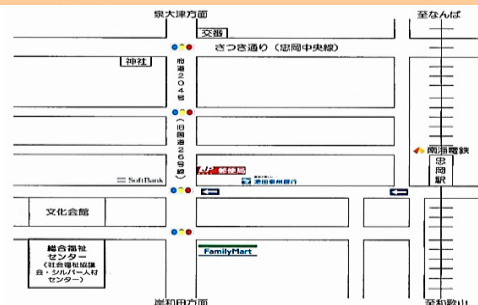 泉大津方面
至なんば
交番
さつき通り（忠岡中央線）
神社
府道204号
（旧国道26号線）
南海電鉄
忠岡駅
SoftBank
郵便局
池田泉州銀行
文化会館
総合福祉
センター
（社会福祉協議
会・シルバー人材
センター）
FamilyMart
岸和田方面
至和歌山